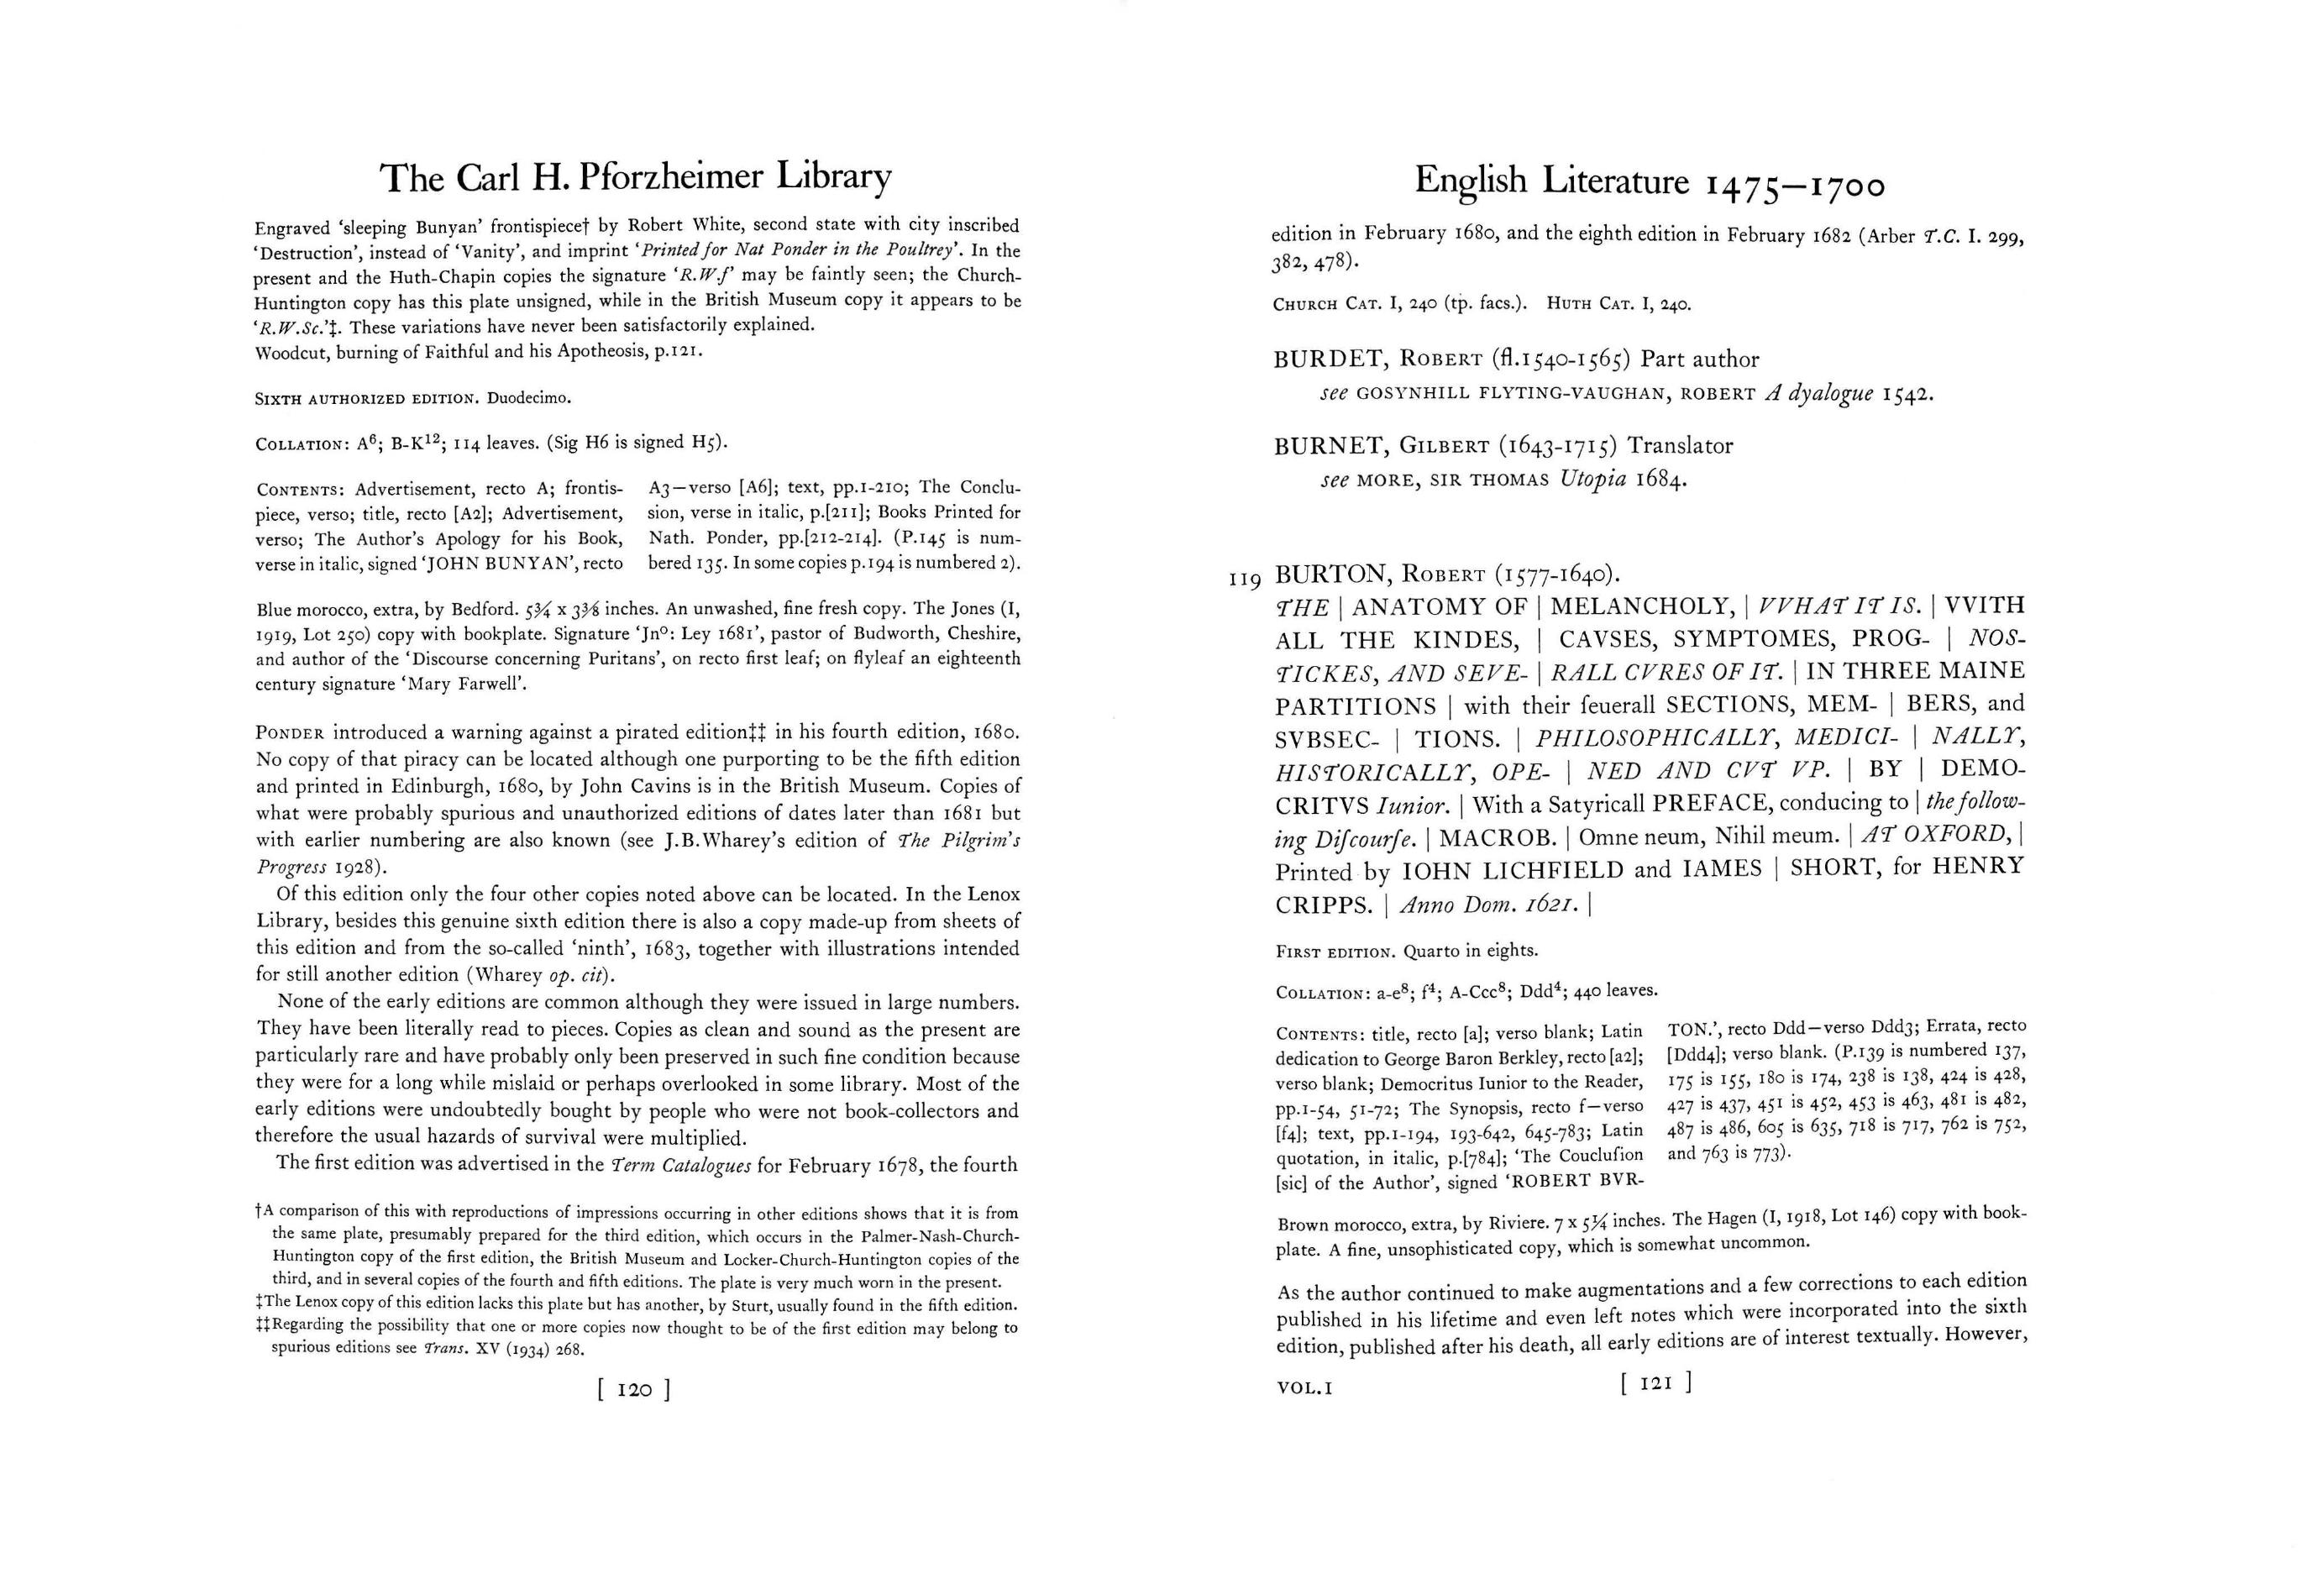 The Carl H. Pforzheimer Library
Engraved ‘sleeping Bunyan’ frontispiece† by Robert White, second state with city inscribed
‘Destruction’, instead of ‘Vanity’, and imprint ‘Printed for Nat Ponder in the Poultrey’. In the
present and the Huth-Chapin copies the signature ‘R.W.f’ may be faintly seen; the Church-
Huntington copy has this plate unsigned, while in the British Museum copy it appears to be
‘R.W.Sc.’‡. These variations have never been satisfactorily explained.
Woodcut, burning of Faithful and his Apotheosis, p.121.
SIXTH AUTHORIZED EDITION. Duodecimo.
COLLATION: A⁶; B-K¹²; 114 leaves. (Sig H6 is signed H5).
CONTENTS: Advertisement, recto A; frontis-
piece, verso; title, recto [A2]; Advertisement,
verso; The Author's Apology for his Book,
verse in italic, signed ‘JOHN BUNYAN’, recto
A3—verso [A6]; text, pp.1-210; The Conclu-
sion, verse in italic, p.[211]; Books Printed for
Nath. Ponder, pp.[212-214]. (P.145 is num-
bered 135. In some copies p.194 is numbered 2).
Blue morocco, extra, by Bedford. 5¾ x 3⅜ inches. An unwashed, fine fresh copy. The Jones (I,
1919, Lot 250) copy with bookplate. Signature ‘Jnº: Ley 1681’, pastor of Budworth, Cheshire,
and author of the ‘Discourse concerning Puritans’, on recto first leaf; on flyleaf an eighteenth
century signature ‘Mary Farwell’.
PONDER introduced a warning against a pirated edition‡‡ in his fourth edition, 1680.
No copy of that piracy can be located although one purporting to be the fifth edition
and printed in Edinburgh, 1680, by John Cavins is in the British Museum. Copies of
what were probably spurious and unauthorized editions of dates later than 1681 but
with earlier numbering are also known (see J.B.Wharey's edition of The Pilgrim's
Progress 1928).
Of this edition only the four other copies noted above can be located. In the Lenox
Library, besides this genuine sixth edition there is also a copy made-up from sheets of
this edition and from the so-called ‘ninth’, 1683, together with illustrations intended
for still another edition (Wharey op. cit).
None of the early editions are common although they were issued in large numbers.
They have been literally read to pieces. Copies as clean and sound as the present are
particularly rare and have probably only been preserved in such fine condition because
they were for a long while mislaid or perhaps overlooked in some library. Most of the
early editions were undoubtedly bought by people who were not book-collectors and
therefore the usual hazards of survival were multiplied.
The first edition was advertised in the Term Catalogues for February 1678, the fourth
†A comparison of this with reproductions of impressions occurring in other editions shows that it is from
the same plate, presumably prepared for the third edition, which occurs in the Palmer-Nash-Church-
Huntington copy of the first edition, the British Museum and Locker-Church-Huntington copies of the
third, and in several copies of the fourth and fifth editions. The plate is very much worn in the present.
‡The Lenox copy of this edition lacks this plate but has another, by Sturt, usually found in the fifth edition.
‡‡Regarding the possibility that one or more copies now thought to be of the first edition may belong to
spurious editions see Trans. XV (1934) 268.
[ 120 ]
English Literature 1475—1700
edition in February 1680, and the eighth edition in February 1682 (Arber T.C. I. 299,
382, 478).
CHURCH CAT. I, 240 (tp. facs.). HUTH CAT. I, 240.
BURDET, ROBERT (fl.1540-1565) Part author
see GOSYNHILL FLYTING-VAUGHAN, ROBERT A dyalogue 1542.
BURNET, GILBERT (1643-1715) Translator
see MORE, SIR THOMAS Utopia 1684.
119 BURTON, ROBERT (1577-1640).
THE | ANATOMY OF | MELANCHOLY, | VVHAT IT IS. | VVITH
ALL THE KINDES, | CAVSES, SYMPTOMES, PROG- | NOS-
TICKES, AND SEVE- | RALL CVRES OF IT. | IN THREE MAINE
PARTITIONS | with their ſeuerall SECTIONS, MEM- | BERS, and
SVBSEC- | TIONS. | PHILOSOPHICALLY, MEDICI- | NALLY,
HISTORICALLY, OPE- | NED AND CVT VP. | BY | DEMO-
CRITVS Iunior. | With a Satyricall PREFACE, conducing to | the follow-
ing Diſcourſe. | MACROB. | Omne neum, Nihil meum. | AT OXFORD, |
Printed by IOHN LICHFIELD and IAMES | SHORT, for HENRY
CRIPPS. | Anno Dom. 1621. |
FIRST EDITION. Quarto in eights.
COLLATION: a-e⁸; f⁴; A-Ccc⁸; Ddd⁴; 440 leaves.
CONTENTS: title, recto [a]; verso blank; Latin
dedication to George Baron Berkley, recto [a2];
verso blank; Democritus Iunior to the Reader,
pp.1-54, 51-72; The Synopsis, recto f—verso
[f4]; text, pp.1-194, 193-642, 645-783; Latin
quotation, in italic, p.[784]; ‘The Coucluſion
[sic] of the Author’, signed ‘ROBERT BVR-
TON.’, recto Ddd—verso Ddd3; Errata, recto
[Ddd4]; verso blank. (P.139 is numbered 137,
175 is 155, 180 is 174, 238 is 138, 424 is 428,
427 is 437, 451 is 452, 453 is 463, 481 is 482,
487 is 486, 605 is 635, 718 is 717, 762 is 752,
and 763 is 773).
Brown morocco, extra, by Riviere. 7 x 5¼ inches. The Hagen (I, 1918, Lot 146) copy with book-
plate. A fine, unsophisticated copy, which is somewhat uncommon.
As the author continued to make augmentations and a few corrections to each edition
published in his lifetime and even left notes which were incorporated into the sixth
edition, published after his death, all early editions are of interest textually. However,
VOL.I
[ 121 ]